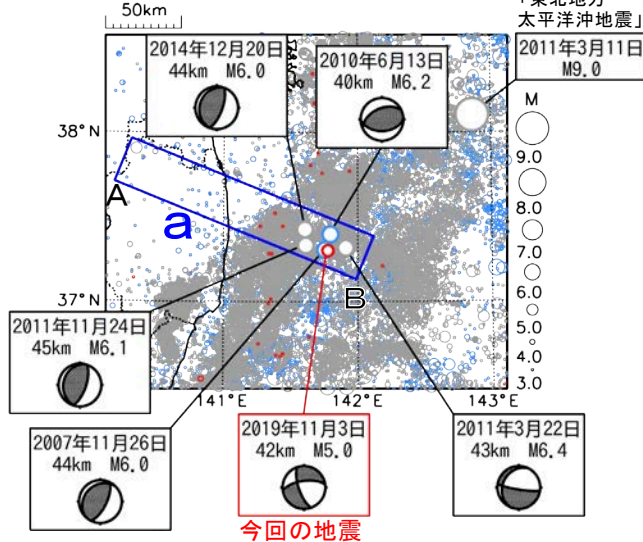 50km
「東北地方
太平洋沖地震」
2011年3月11日
M9.0
2014年12月20日
44km M6.0
2010年6月13日
40km M6.2
M
9.0
8.0
7.0
6.0
5.0
4.0
3.0
38°N
37°N
A
a
B
141°E
142°E
143°E
2011年11月24日
45km M6.1
2007年11月26日
44km M6.0
2019年11月3日
42km M5.0
今回の地震
2011年3月22日
43km M6.4